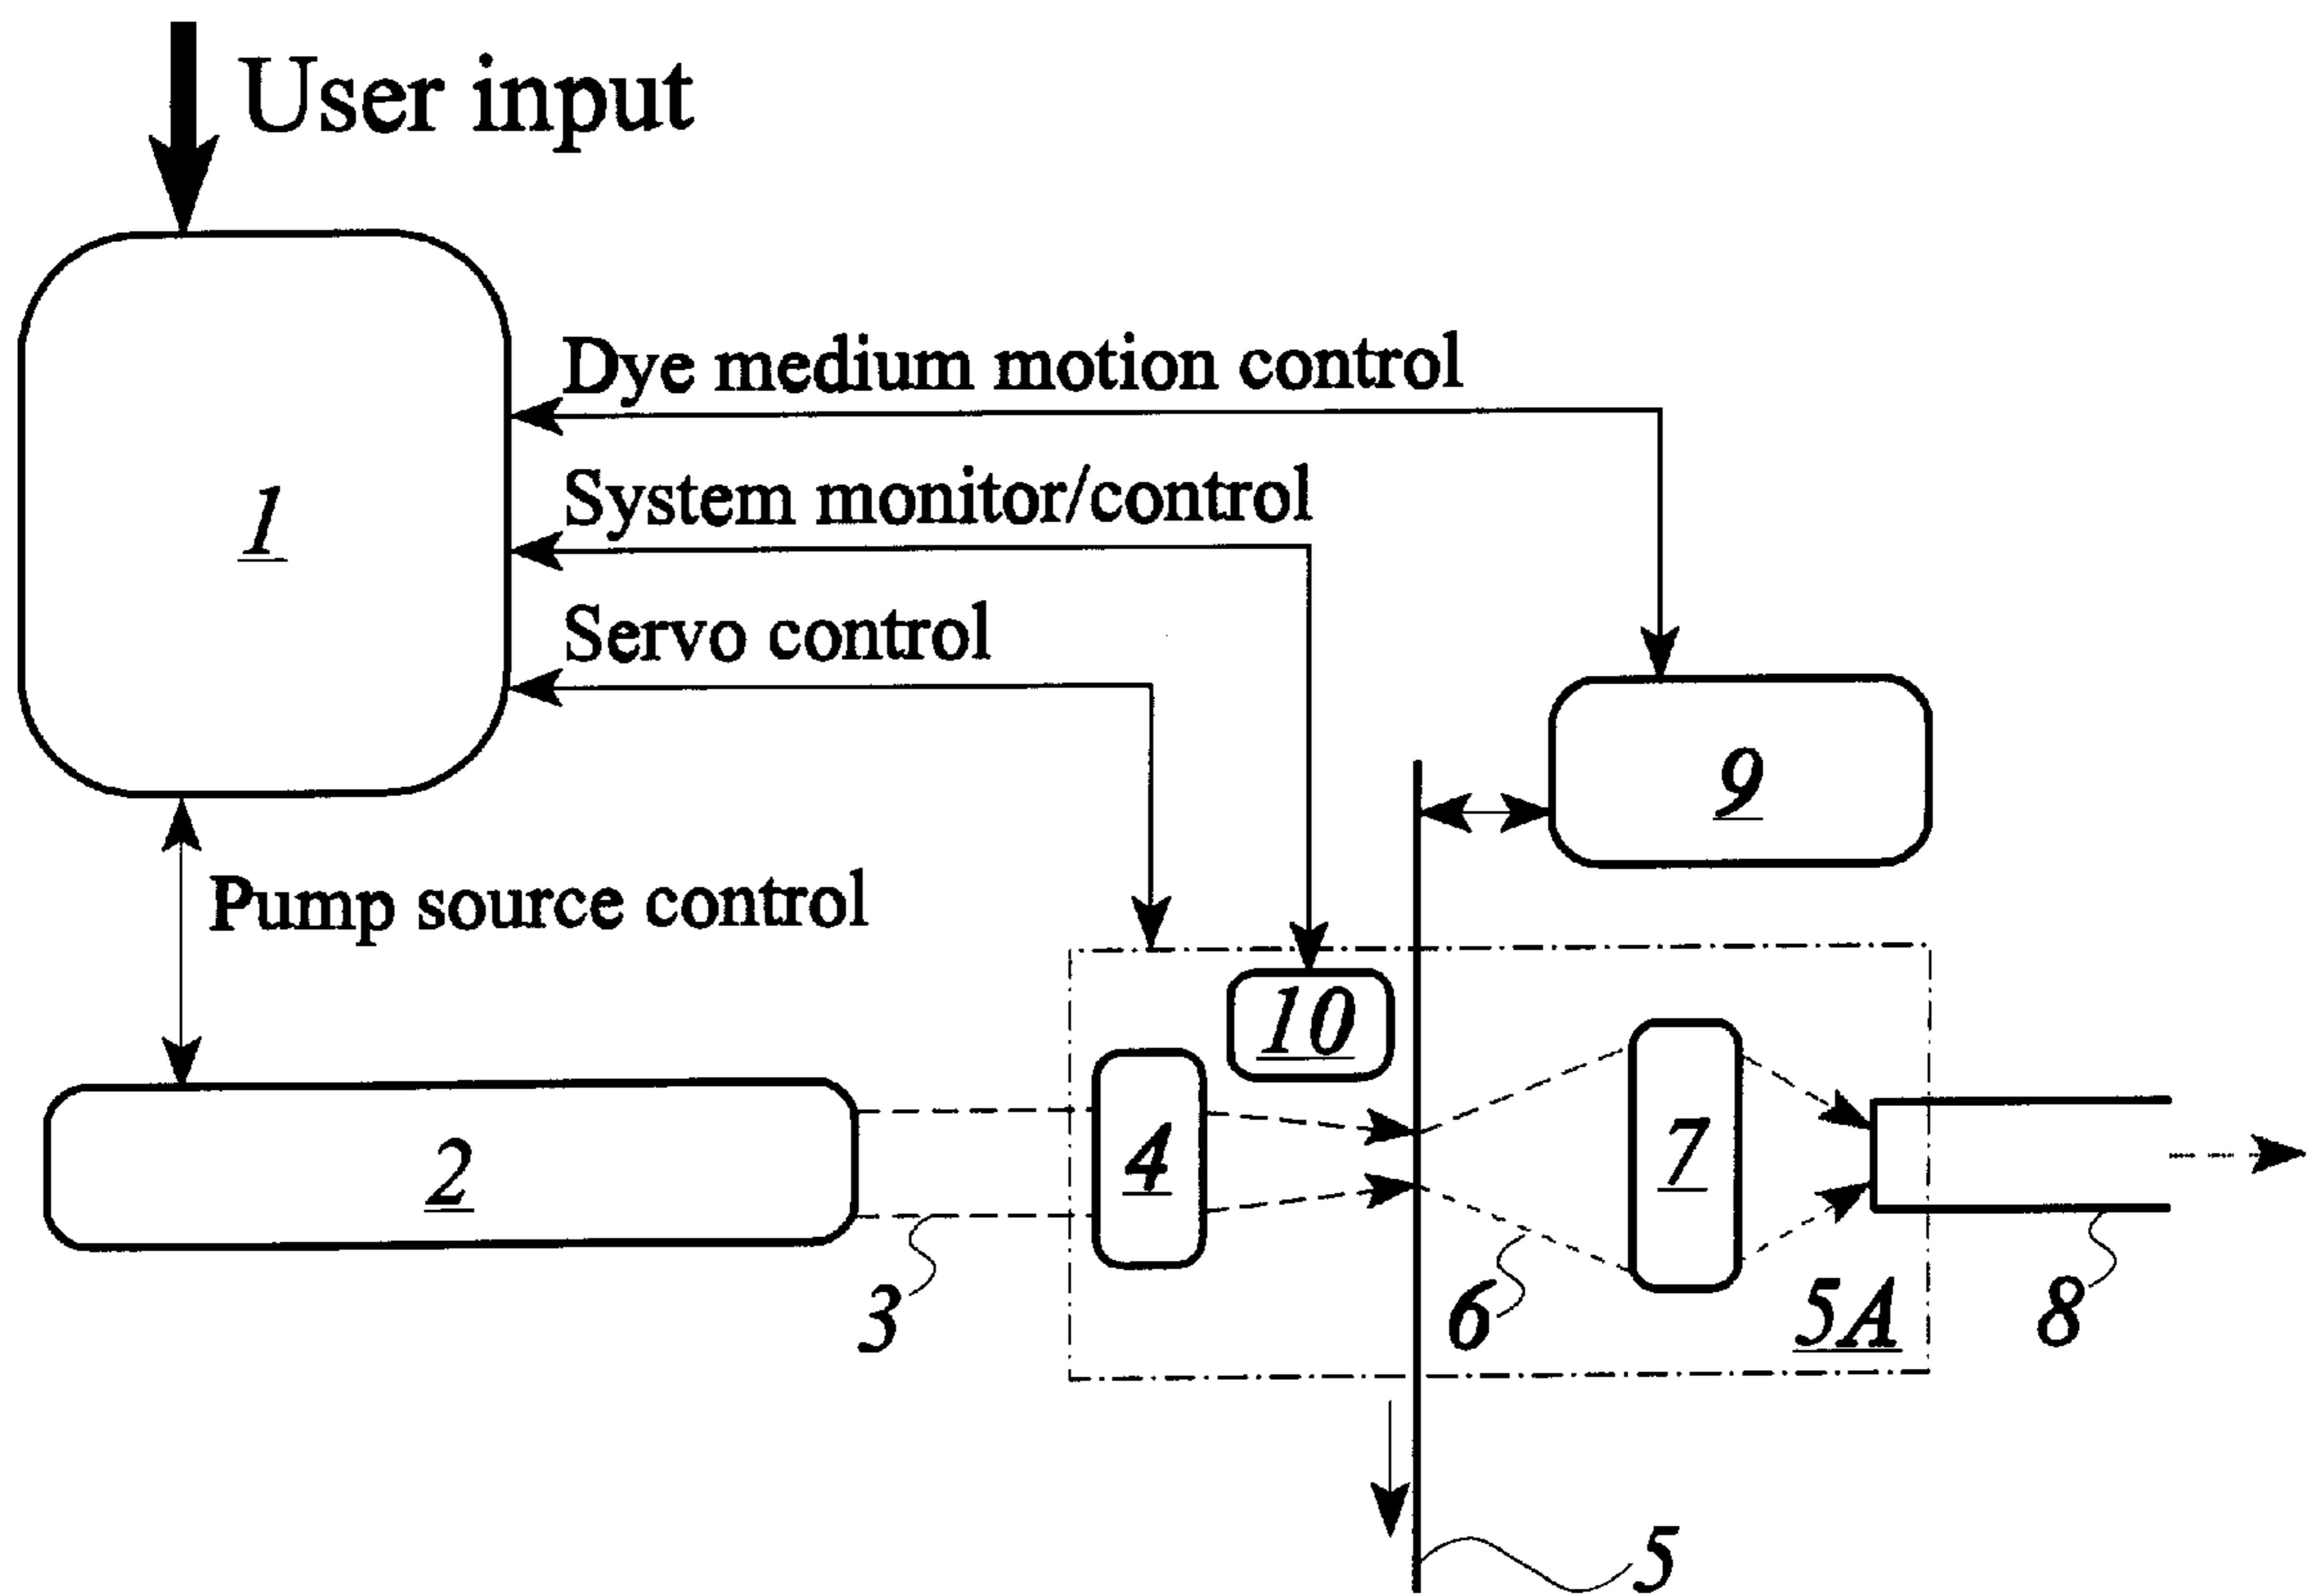 User input
Dye medium motion control
1
System monitor/control
Servo control
9
Pump source control
10
4
7
2
3
6
5A
8
5